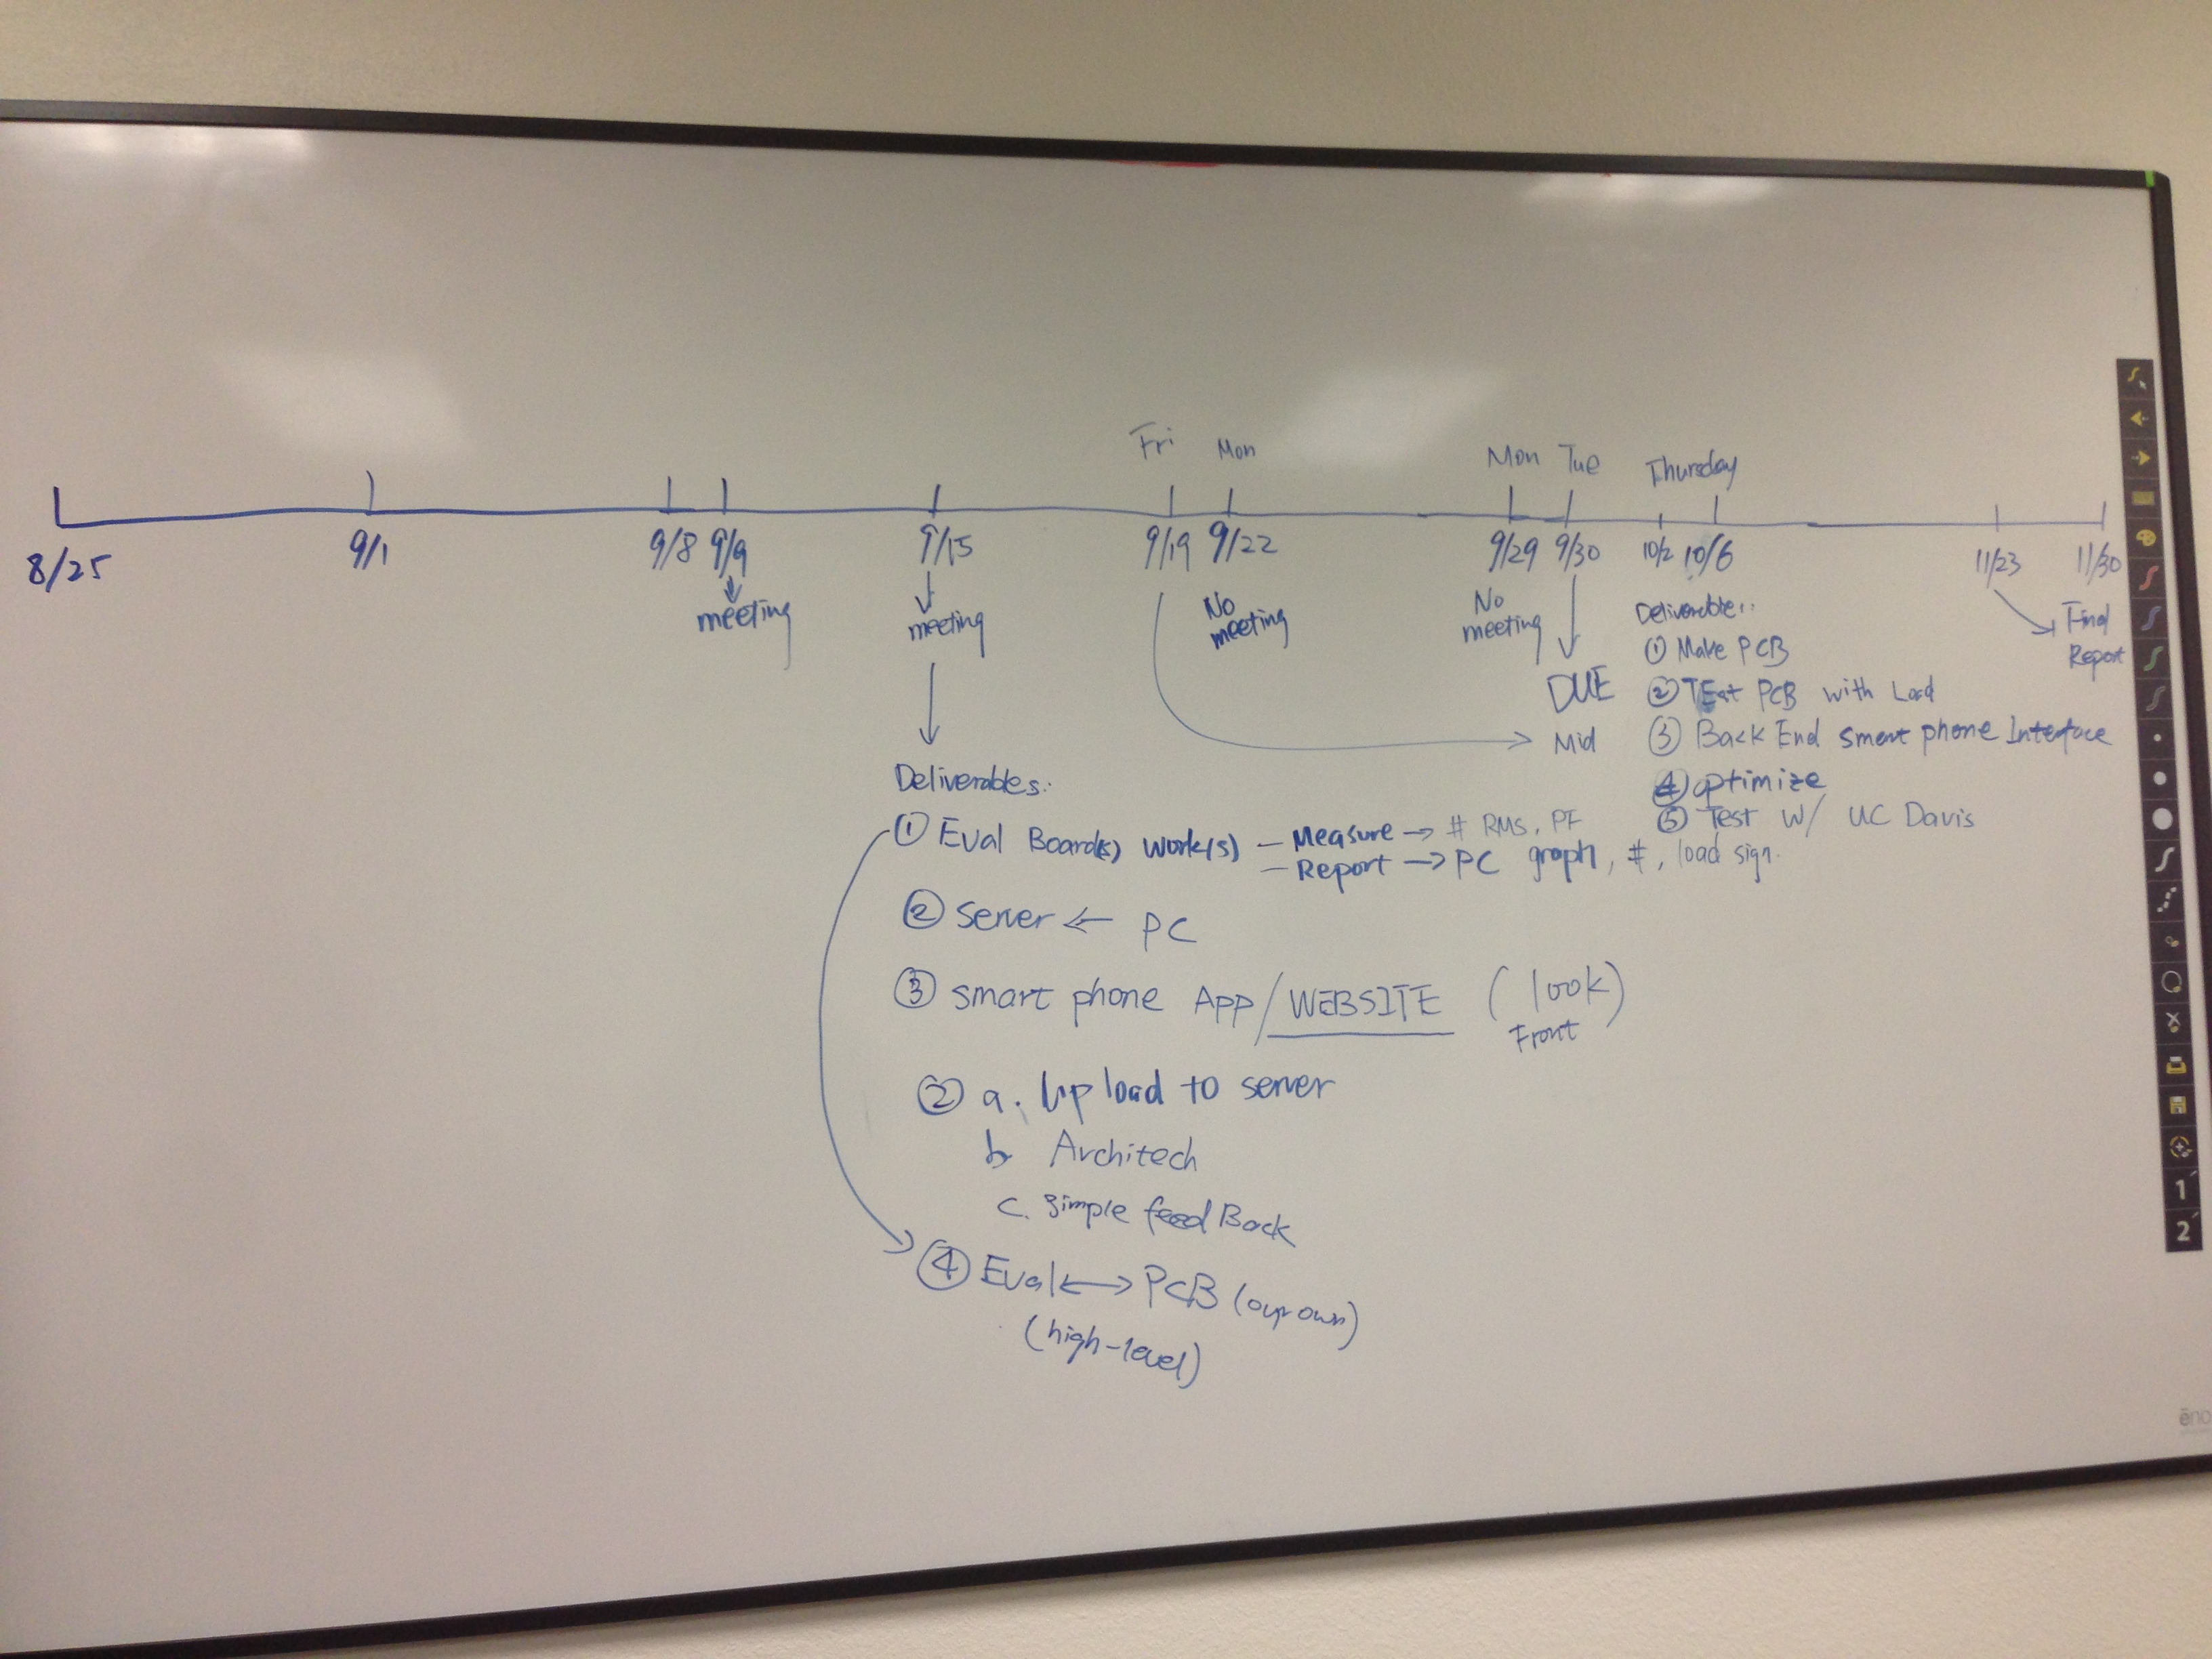 Fri Mon Mon Tue Thursday
8/25 9/1 9/8 9/9 9/15 9/19 9/22 9/29 9/30 10/2 10/6 11/23 11/30
meeting
meeting
No
meeting
No
meeting
DUE
Mid
Final
Report
Deliverables:
① Make PCB
② TEst PCB with Load
③ Back End smart phone Interface
④ optimize
⑤ Test w/ UC Davis
Deliverables:
① Eval Board(s) work(s) – Measure → # RMS, PF
– Report → PC graph, #, load sign.
② server ← PC
③ smart phone App / WEBSITE (look)
Front
② a. Upload to server
b Architech
c. simple feed Back
④ Eval ↔ PCB (our own)
(high-level)
1
2
eno